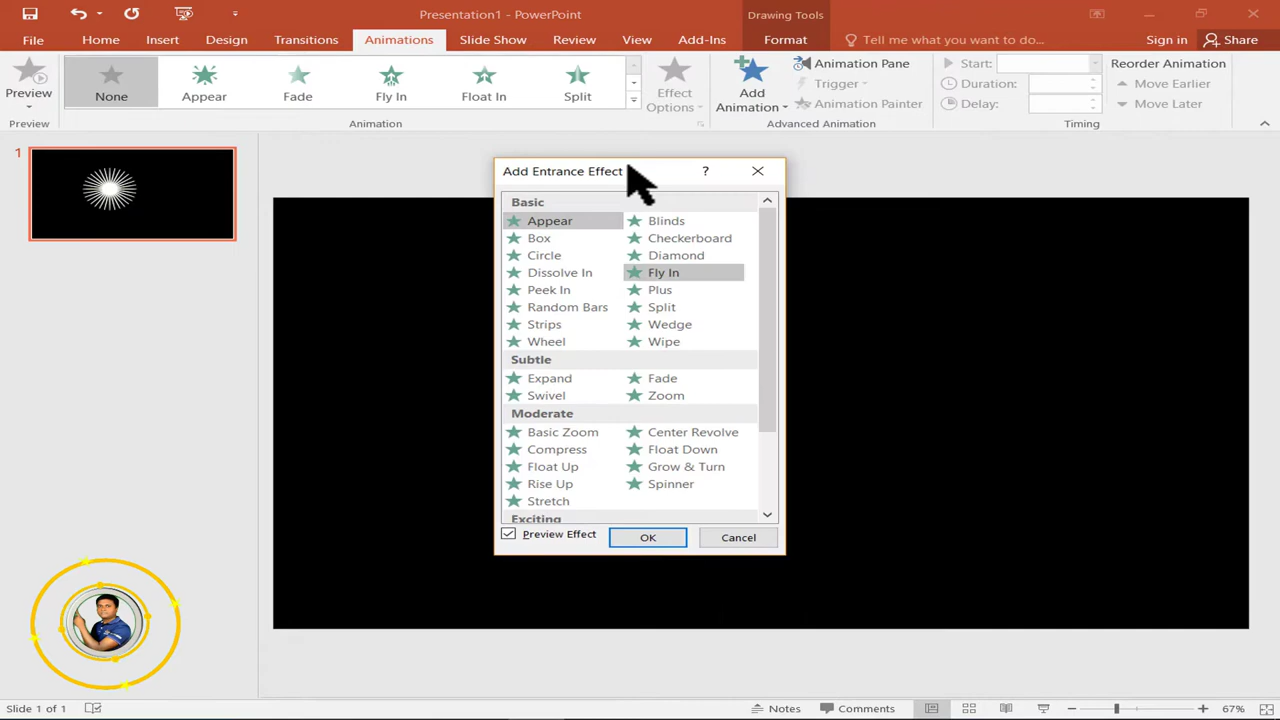 Presentation1 - PowerPoint
Drawing Tools
File Home Insert Design Transitions Animations Slide Show Review View Add-Ins Format Tell me what you want to do... Sign in Share
Preview
None Appear Fade Fly In Float In Split
Effect Options
Add Animation
Animation Pane
Trigger
Animation Painter
Start:
Duration:
Delay:
Reorder Animation
Move Earlier
Move Later
Preview Animation Advanced Animation Timing
1
Add Entrance Effect ?
Basic
Appear Blinds
Box Checkerboard
Circle Diamond
Dissolve In Fly In
Peek In Plus
Random Bars Split
Strips Wedge
Wheel Wipe
Subtle
Expand Fade
Swivel Zoom
Moderate
Basic Zoom Center Revolve
Compress Float Down
Float Up Grow & Turn
Rise Up Spinner
Stretch
Exciting
Preview Effect OK Cancel
Slide 1 of 1 Notes Comments 67%